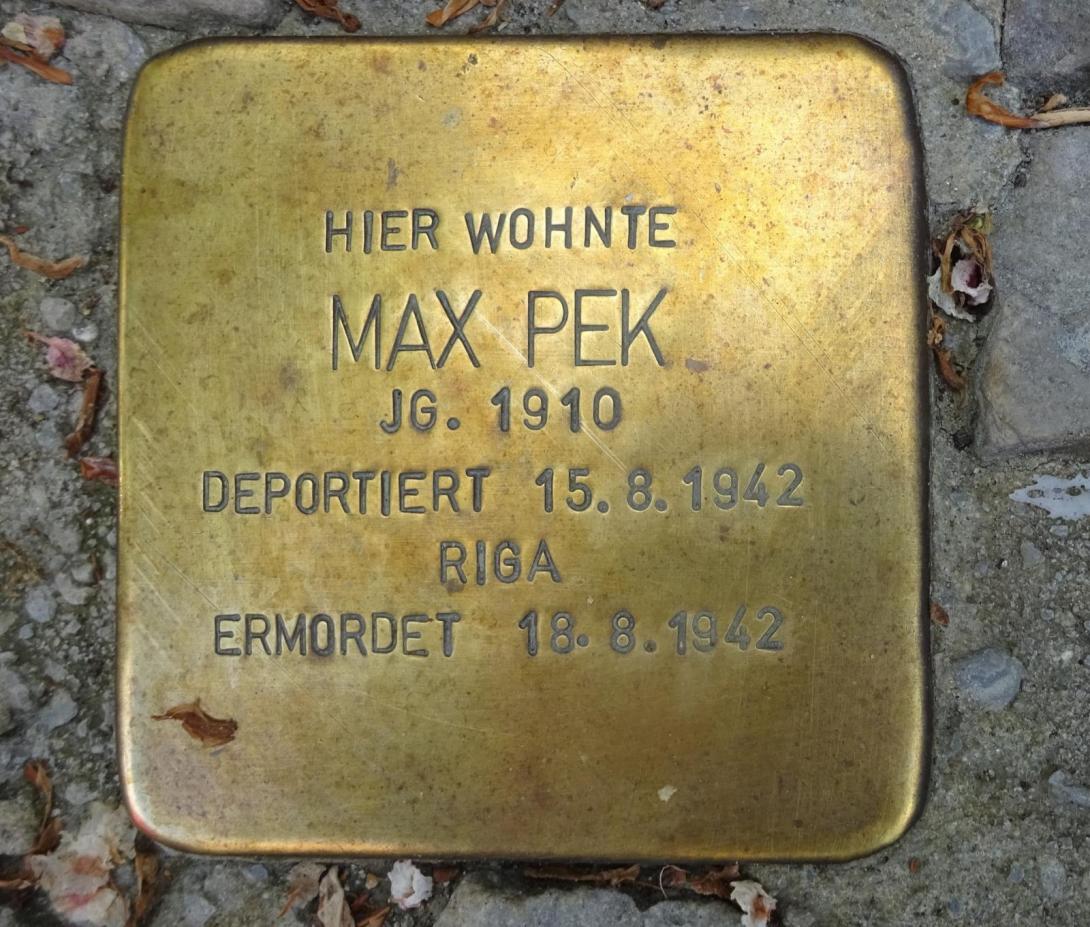 HIER WOHNTE
MAX PEK
JG. 1910
DEPORTIERT 15.8.1942
RIGA
ERMORDET 18.8.1942